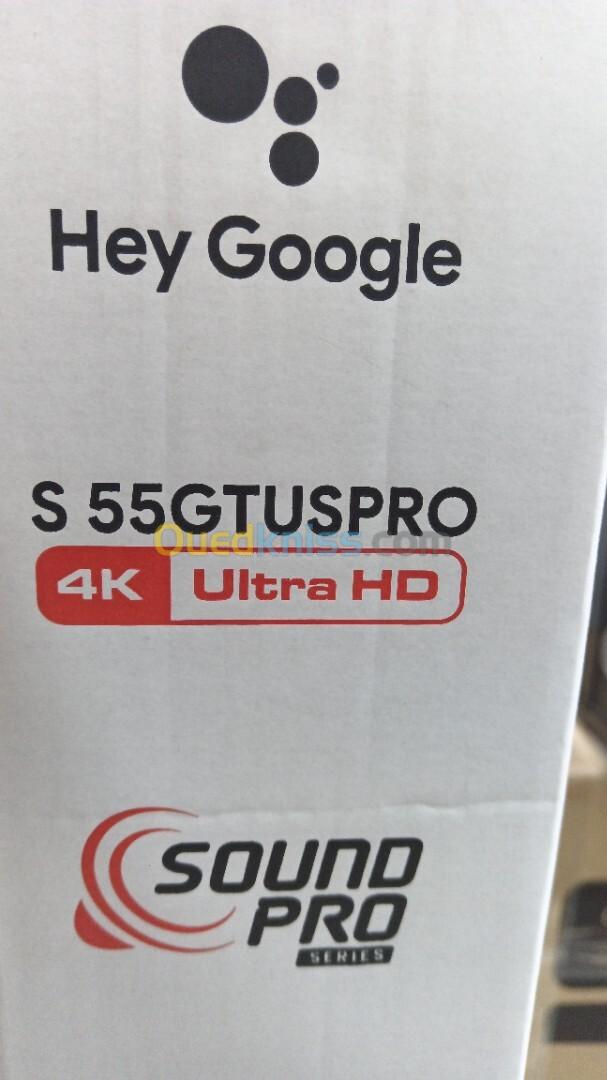 Hey Google
S 55GTUSPRO
Ouedkniss.com
4K Ultra HD
SOUND
PRO
SERIES